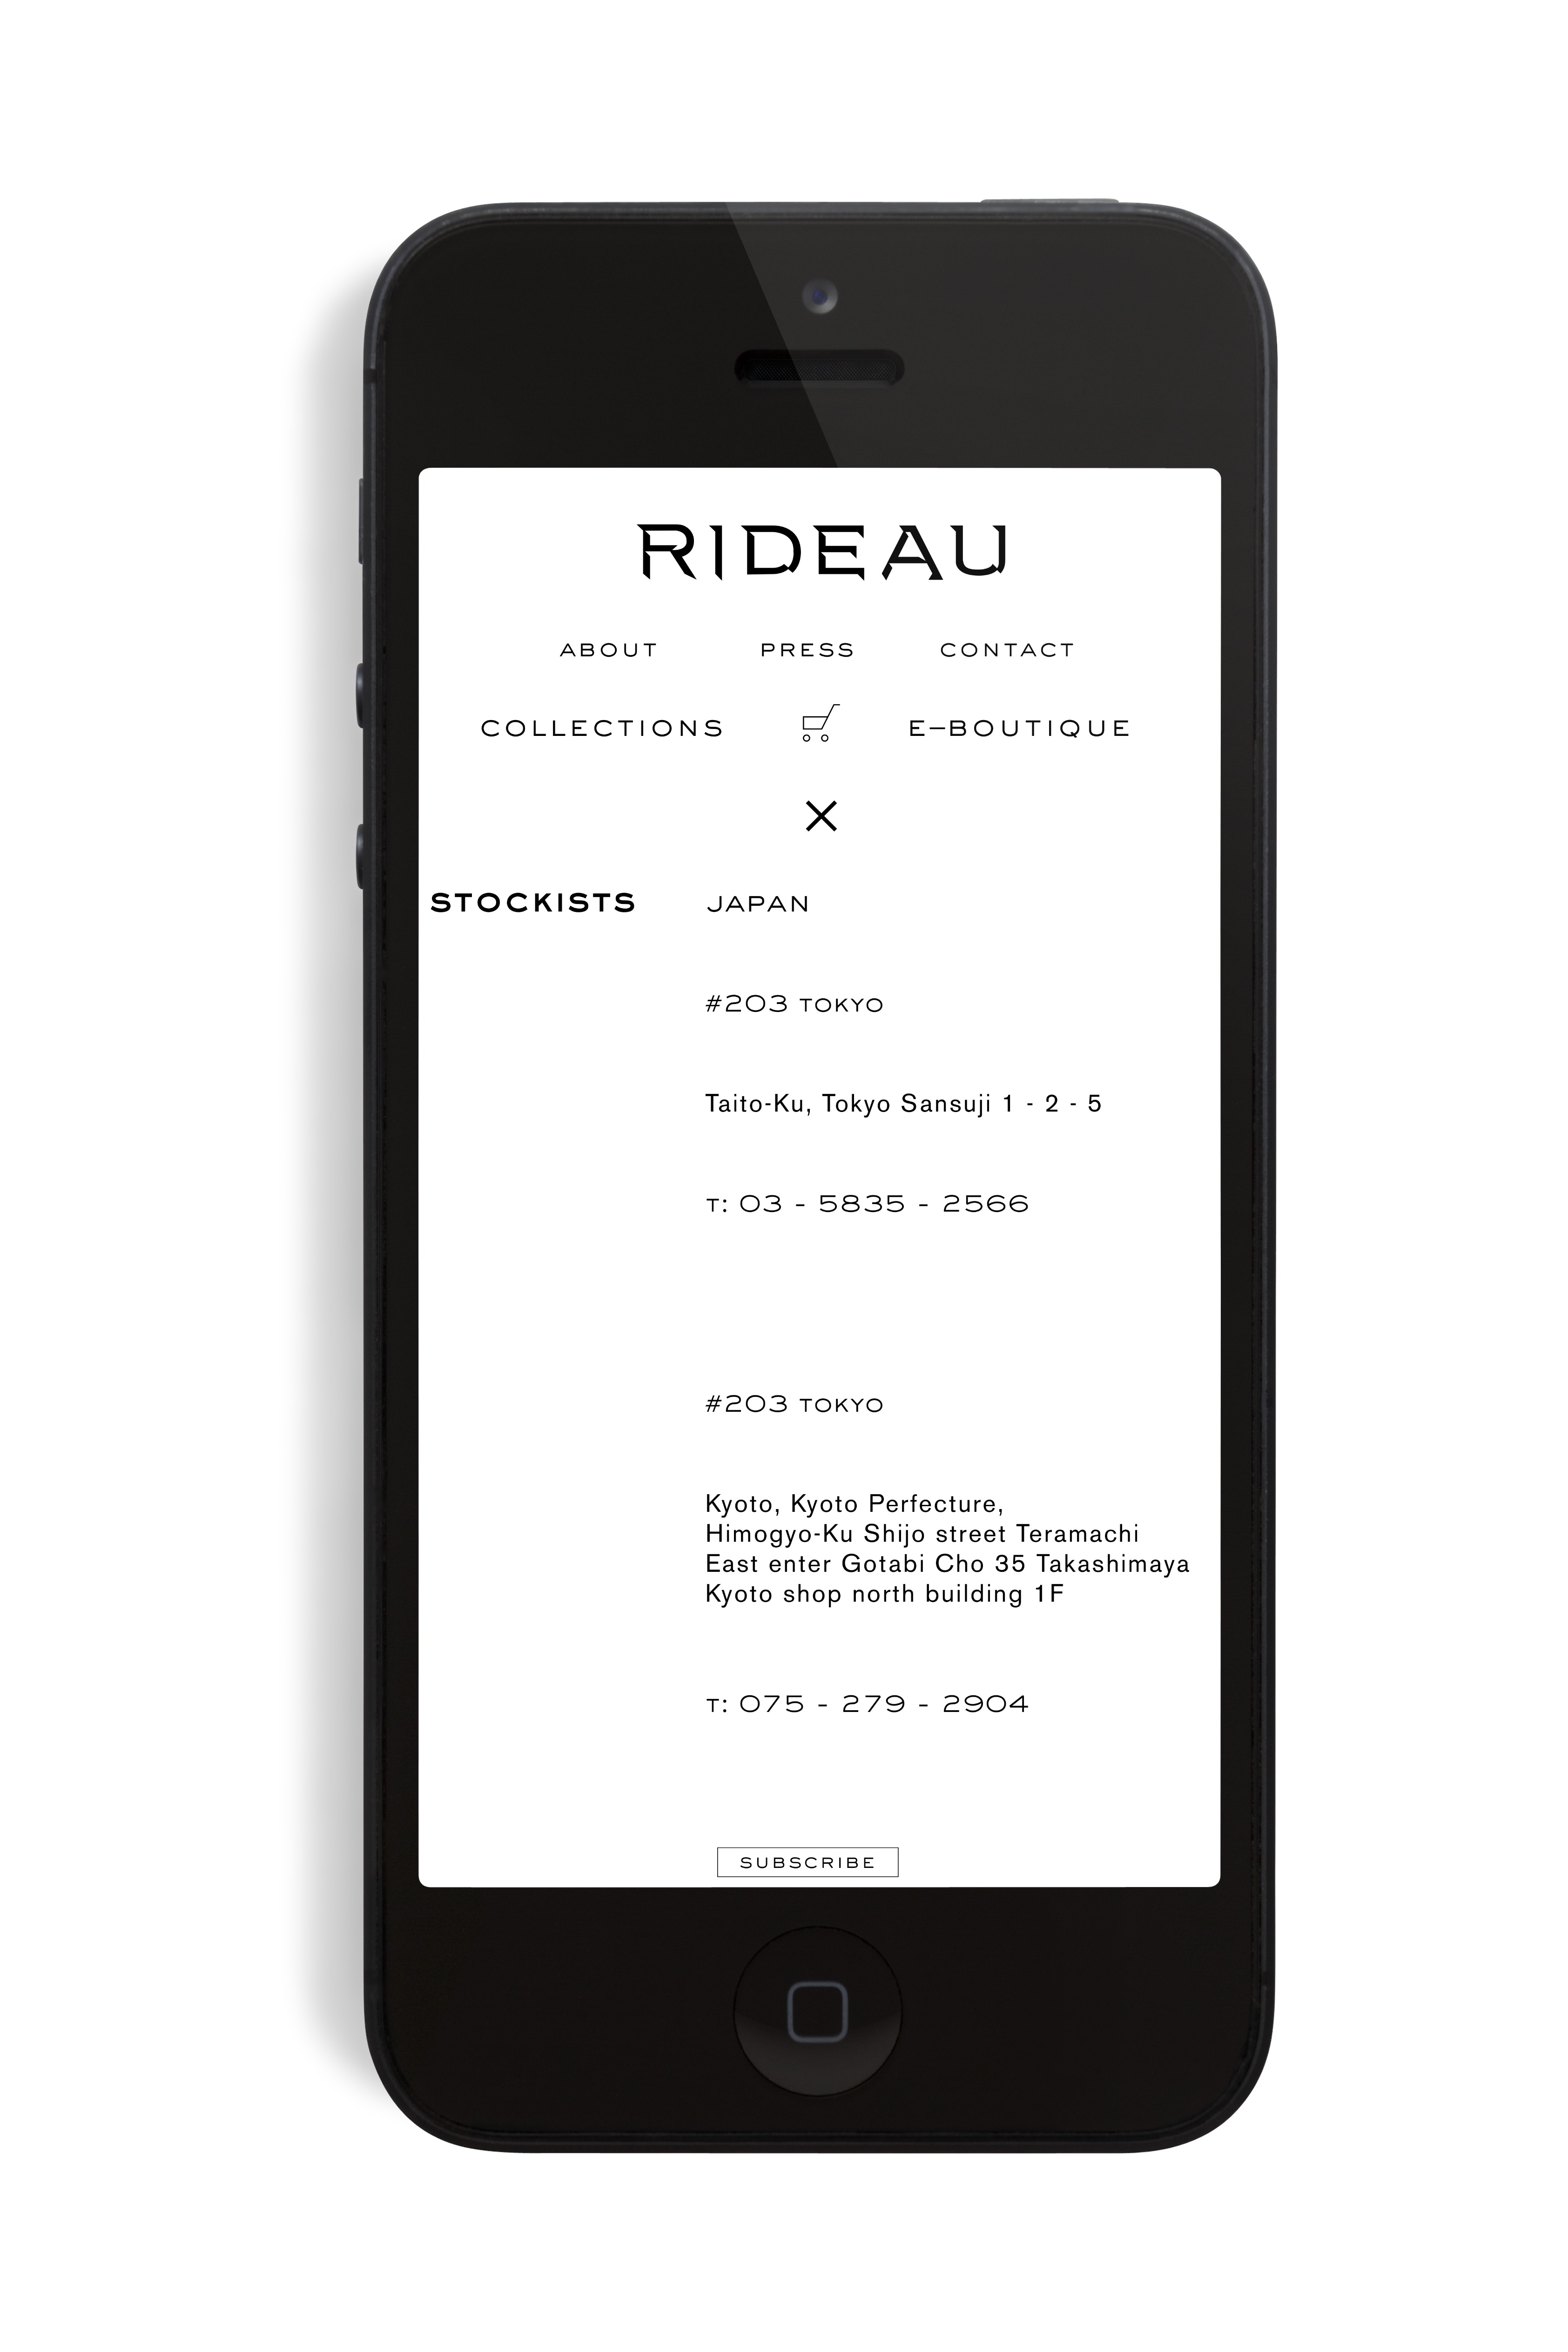 RIDEAU
ABOUT PRESS CONTACT
COLLECTIONS E—BOUTIQUE
STOCKISTS JAPAN
#203 TOKYO
Taito-Ku, Tokyo Sansuji 1 - 2 - 5
T: 03 - 5835 - 2566
#203 TOKYO
Kyoto, Kyoto Perfecture,
Himogyo-Ku Shijo street Teramachi
East enter Gotabi Cho 35 Takashimaya
Kyoto shop north building 1F
T: 075 - 279 - 2904
SUBSCRIBE